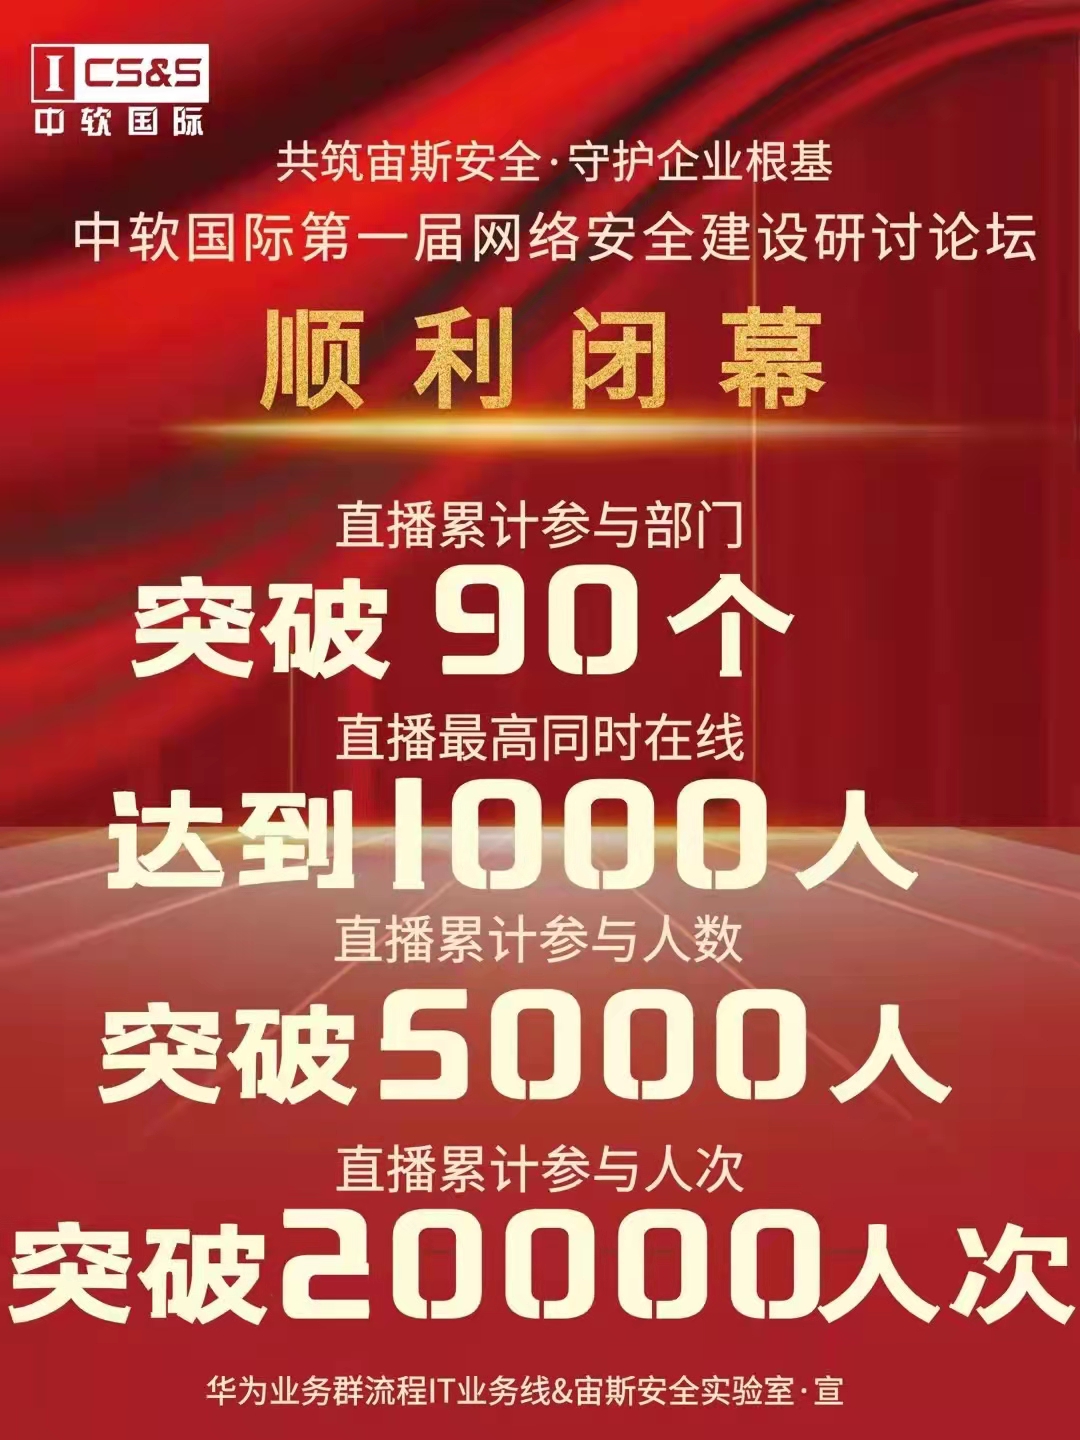 I CS&S
中软国际
共筑宙斯安全·守护企业根基
中软国际第一届网络安全建设研讨论坛
顺利闭幕
直播累计参与部门
突破90个
直播最高同时在线
达到1000人
直播累计参与人数
突破5000人
直播累计参与人次
突破20000人次
华为业务群流程IT业务线&宙斯安全实验室·宣